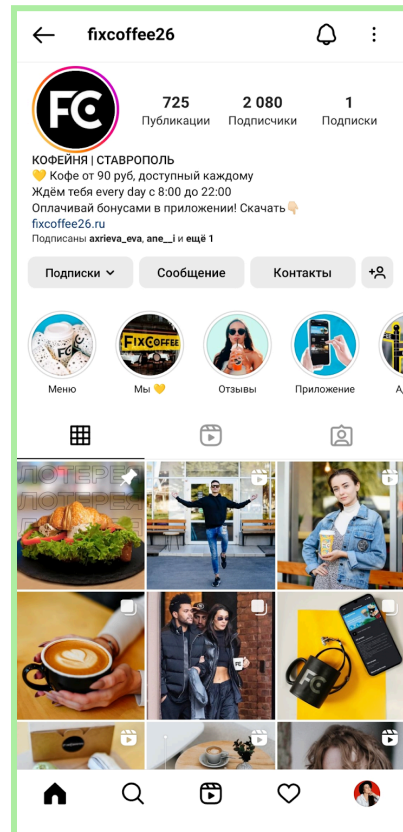 fixcoffee26
FC
725
2 080
1
Публикации
Подписчики
Подписки
КОФЕЙНЯ | СТАВРОПОЛЬ
💛 Кофе от 90 руб, доступный каждому
Ждём тебя every day с 8:00 до 22:00
Оплачивай бонусами в приложении! Скачать👇🏻
fixcoffee26.ru
Подписаны axrieva_eva, ane__i и ещё 1
Подписки
Сообщение
Контакты
FIXCOFFEE
Меню
Мы 💛
Отзывы
Приложение
ЛОТЕРЕЯ
ЛОТЕРЕЯ
FC
FC